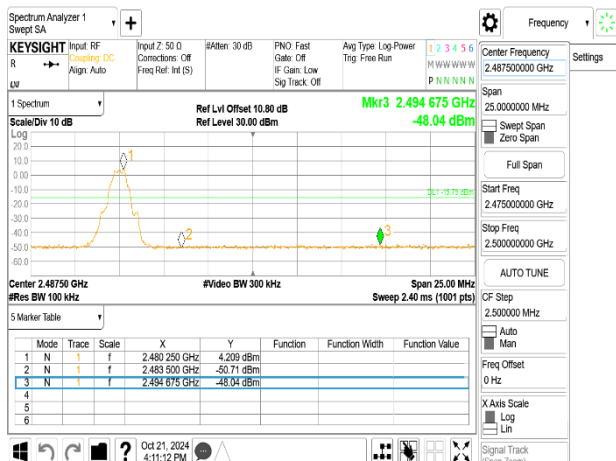 Spectrum Analyzer 1
Swept SA
Frequency
KEYSIGHT
Input: RF
Coupling: DC
Align: Auto
Input Z: 50 Ω
Corrections: Off
Freq Ref: Int (S)
#Atten: 30 dB
PNO: Fast
Gate: Off
IF Gain: Low
Sig Track: Off
Avg Type: Log-Power
Trig: Free Run
1 2 3 4 5 6
M W W W W W
P N N N N N
R
Center Frequency
2.487500000 GHz
Settings
Span
25.0000000 MHz
Swept Span
Zero Span
Full Span
Start Freq
2.475000000 GHz
Stop Freq
2.500000000 GHz
AUTO TUNE
CF Step
2.500000 MHz
Auto
Man
Freq Offset
0 Hz
X Axis Scale
Log
Lin
Signal Track
(Span Zoom)
1 Spectrum
Scale/Div 10 dB
Ref Lvl Offset 10.80 dB
Ref Level 30.00 dBm
Mkr3 2.494 675 GHz
-48.04 dBm
Log
20.0
10.0
0.00
-10.0
-20.0
-30.0
-40.0
-50.0
-60.0
1
2
3
DL1 -15.73 dBm
Center 2.48750 GHz
#Video BW 300 kHz
Span 25.00 MHz
#Res BW 100 kHz
Sweep 2.40 ms (1001 pts)
5 Marker Table
Mode Trace Scale X Y Function Function Width Function Value
1 N 1 f 2.480 250 GHz 4.209 dBm
2 N 1 f 2.483 500 GHz -50.71 dBm
3 N 1 f 2.494 675 GHz -48.04 dBm
4
5
6
?
Oct 21, 2024
4:11:12 PM